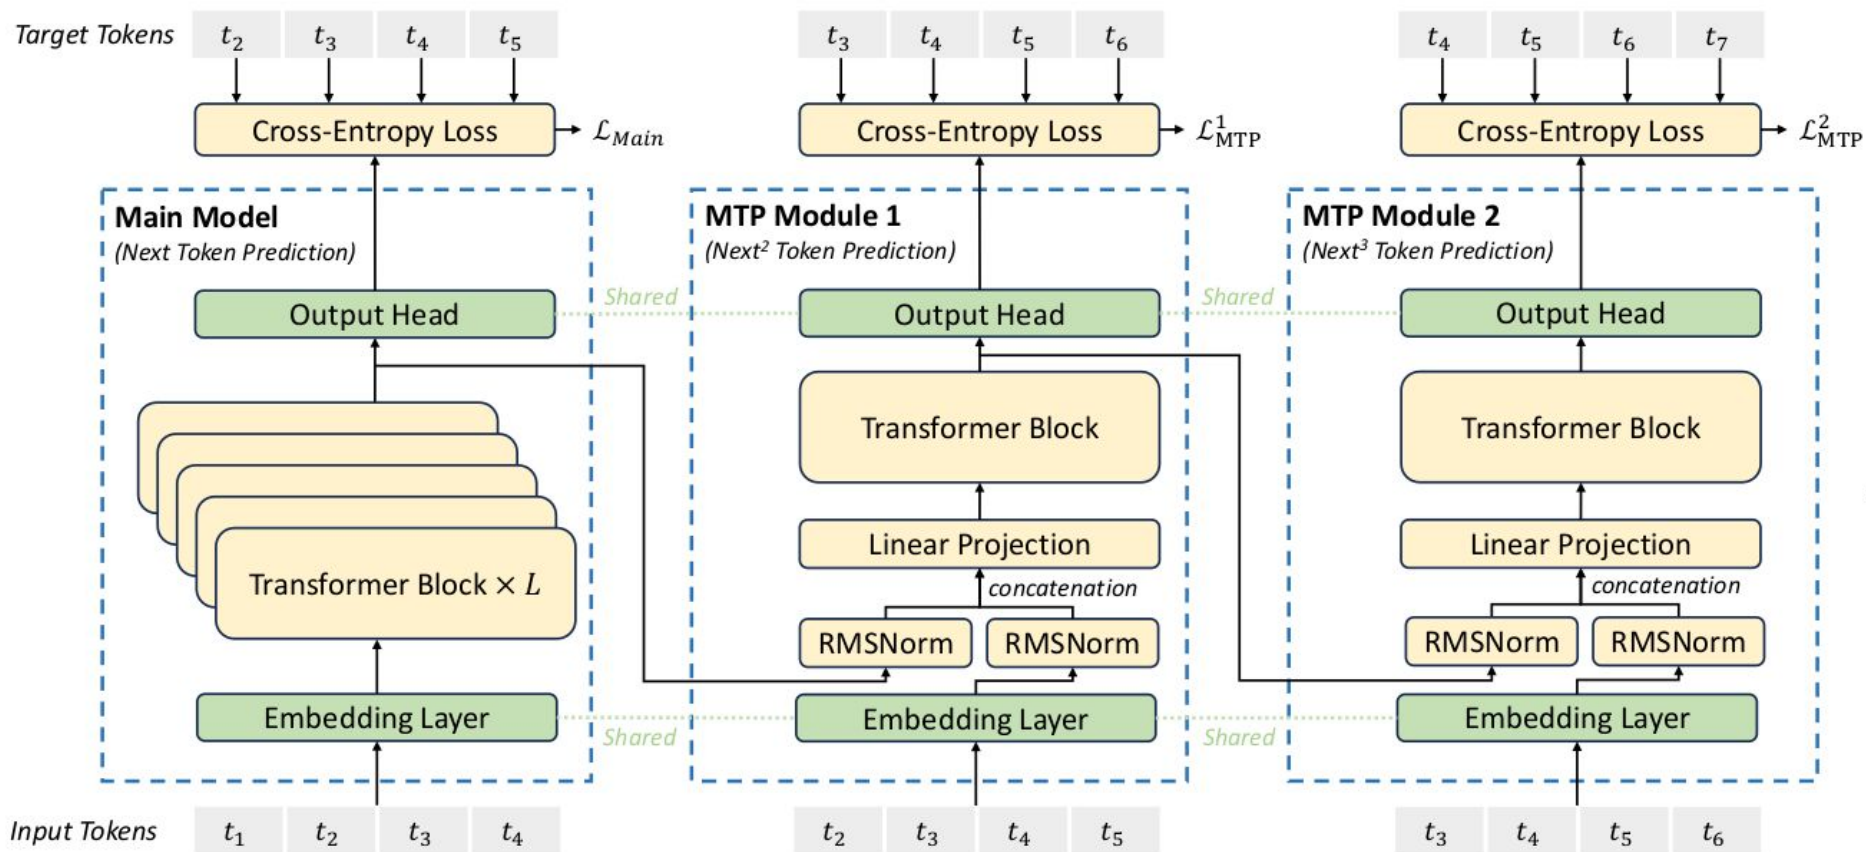 Target Tokens t₂ t₃ t₄ t₅ t₃ t₄ t₅ t₆ t₄ t₅ t₆ t₇
Cross-Entropy Loss ℒ_Main Cross-Entropy Loss ℒ¹_MTP Cross-Entropy Loss ℒ²_MTP
Main Model MTP Module 1 MTP Module 2
(Next Token Prediction) (Next² Token Prediction) (Next³ Token Prediction)
Shared Shared
Output Head Output Head Output Head
Transformer Block Transformer Block
Linear Projection Linear Projection
Transformer Block × L concatenation concatenation
RMSNorm RMSNorm RMSNorm RMSNorm
Embedding Layer Embedding Layer Embedding Layer
Shared Shared
Input Tokens t₁ t₂ t₃ t₄ t₂ t₃ t₄ t₅ t₃ t₄ t₅ t₆